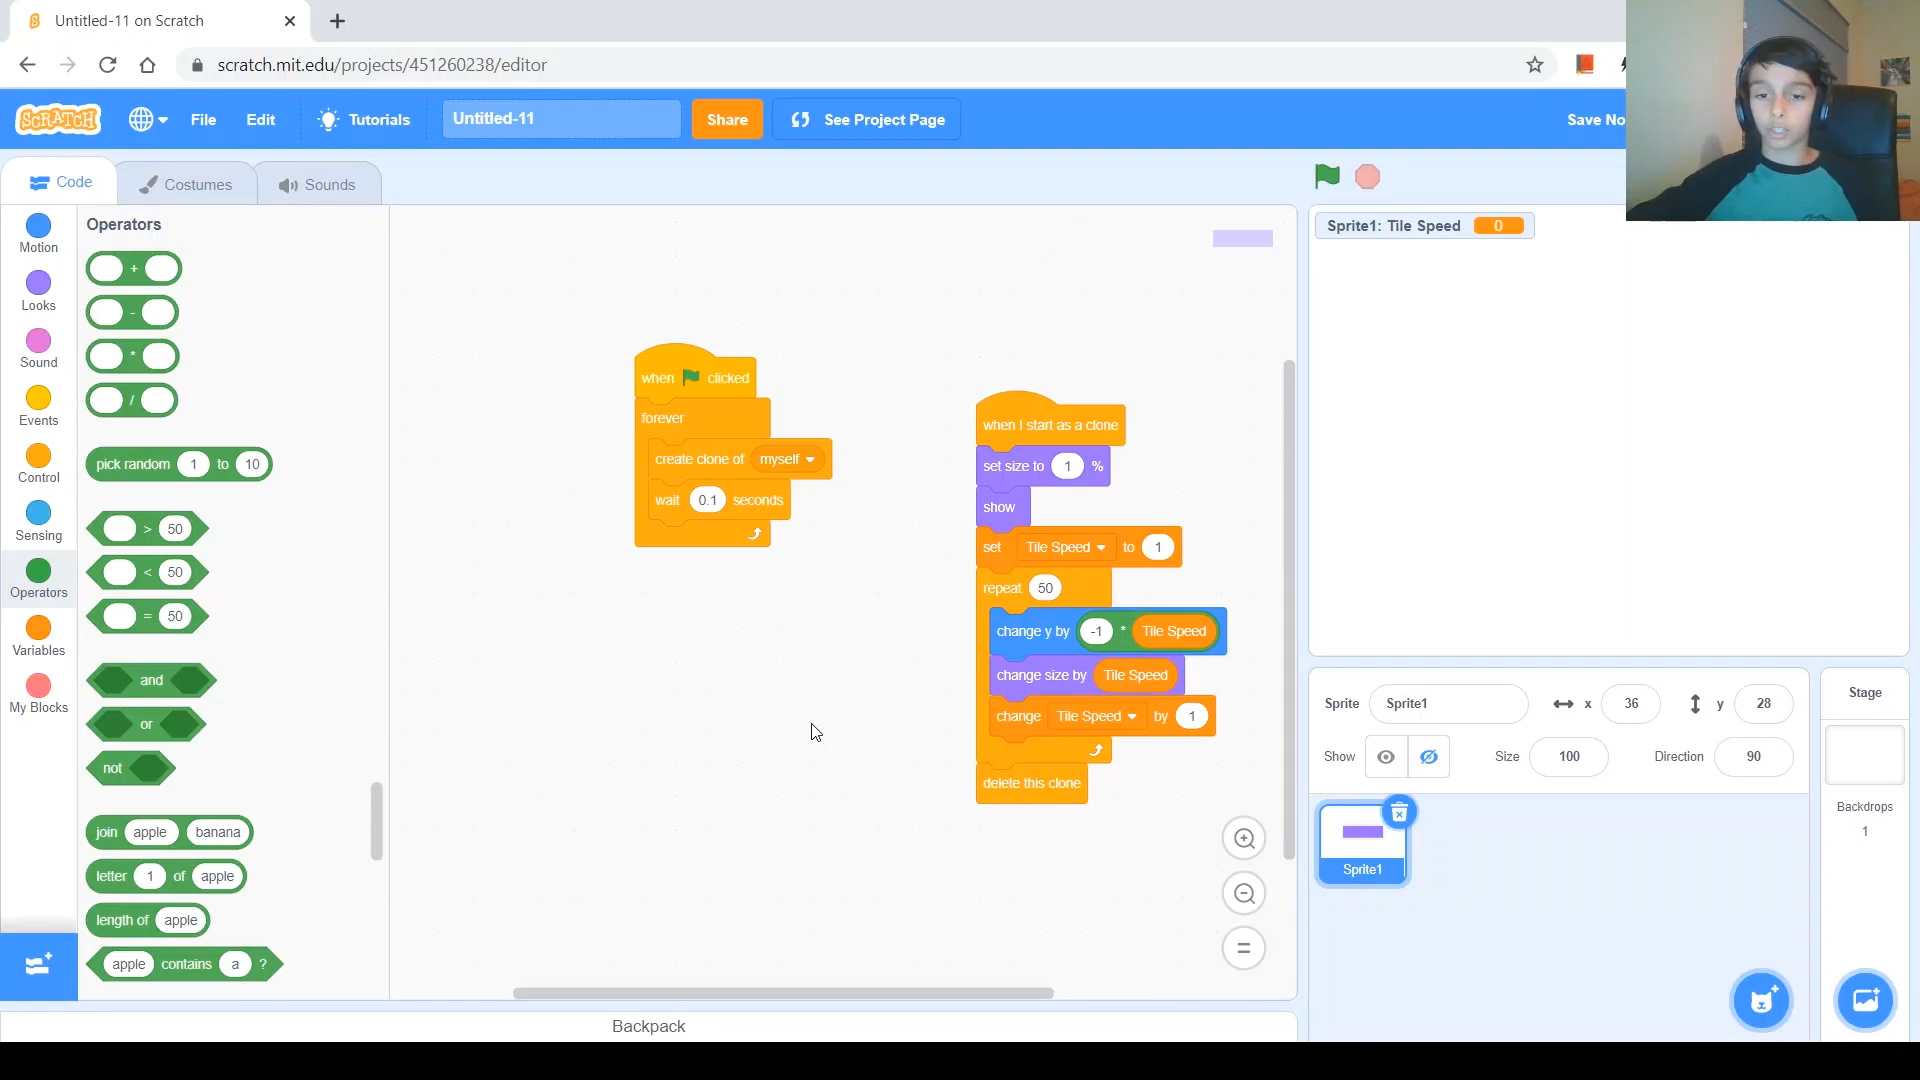 Untitled-11 on Scratch
scratch.mit.edu/projects/451260238/editor
SCRATCH
File
Edit
Tutorials
Untitled-11
Share
See Project Page
Save No
Code
Costumes
Sounds
Motion
Looks
Sound
Events
Control
Sensing
Operators
Variables
My Blocks
Operators
+
-
*
/
pick random 1 to 10
> 50
< 50
= 50
and
or
not
join apple banana
letter 1 of apple
length of apple
apple contains a ?
when clicked
forever
create clone of myself
wait 0.1 seconds
when I start as a clone
set size to 1 %
show
set Tile Speed to 1
repeat 50
change y by -1 * Tile Speed
change size by Tile Speed
change Tile Speed by 1
delete this clone
Backpack
Sprite1: Tile Speed 0
Sprite Sprite1 x 36 y 28
Show Size 100 Direction 90
Sprite1
Stage
Backdrops
1